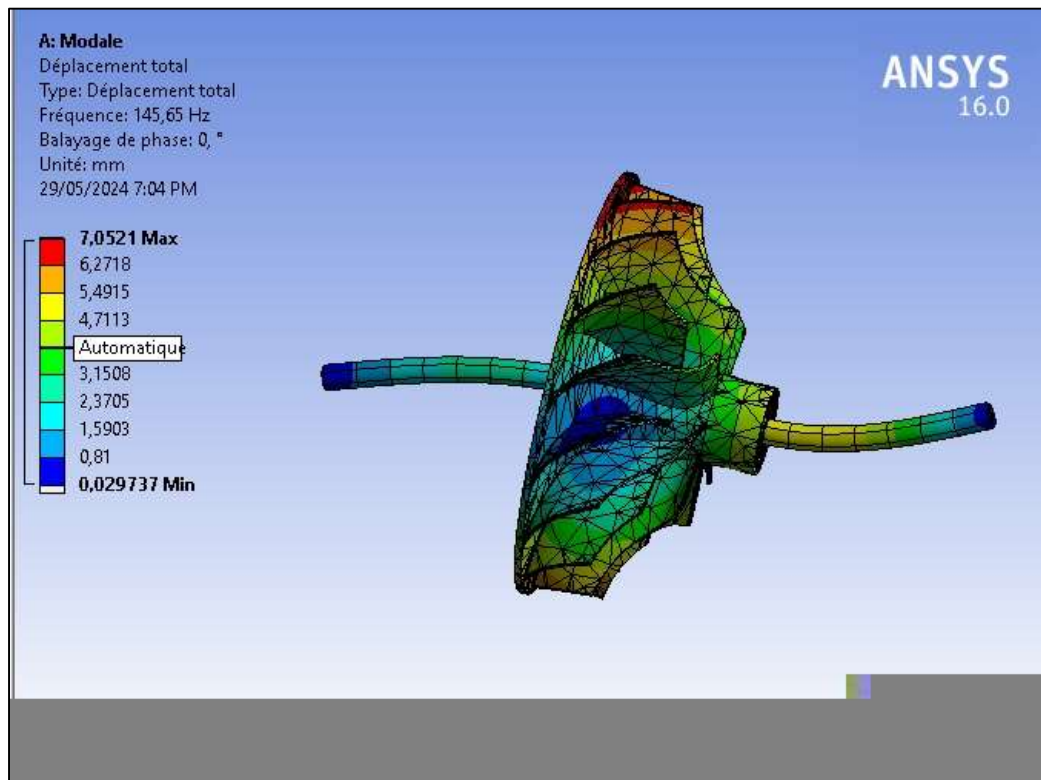 A: Modale
Déplacement total
Type: Déplacement total
Fréquence: 145,65 Hz
Balayage de phase: 0, °
Unité: mm
29/05/2024 7:04 PM
ANSYS
16.0
7,0521 Max
6,2718
5,4915
4,7113
Automatique
3,1508
2,3705
1,5903
0,81
0,029737 Min